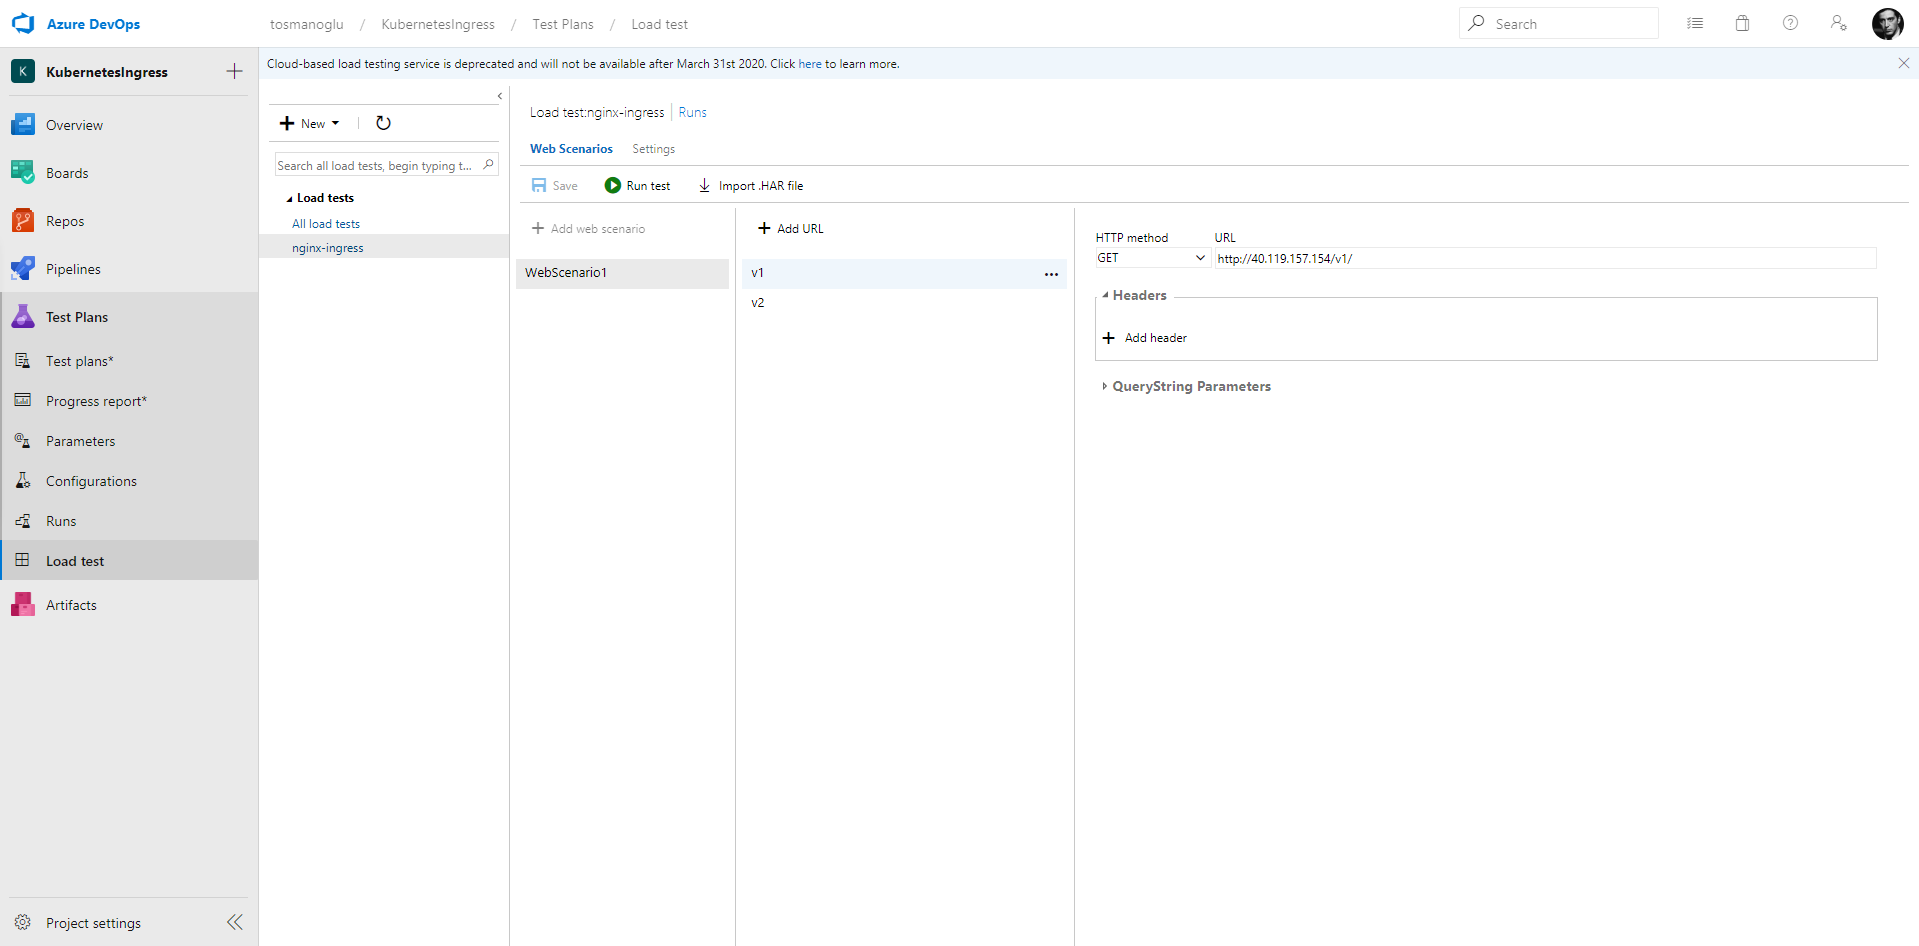 Azure DevOps
tosmanoglu / KubernetesIngress / Test Plans / Load test
Search
K KubernetesIngress
Overview
Boards
Repos
Pipelines
Test Plans
Test plans*
Progress report*
Parameters
Configurations
Runs
Load test
Artifacts
Project settings
Cloud-based load testing service is deprecated and will not be available after March 31st 2020. Click here to learn more.
New
Search all load tests, begin typing t...
Load tests
All load tests
nginx-ingress
Load test:nginx-ingress | Runs
Web Scenarios Settings
Save Run test Import .HAR file
Add web scenario
WebScenario1
Add URL
v1 ...
v2
HTTP method URL
GET http://40.119.157.154/v1/
Headers
Add header
QueryString Parameters